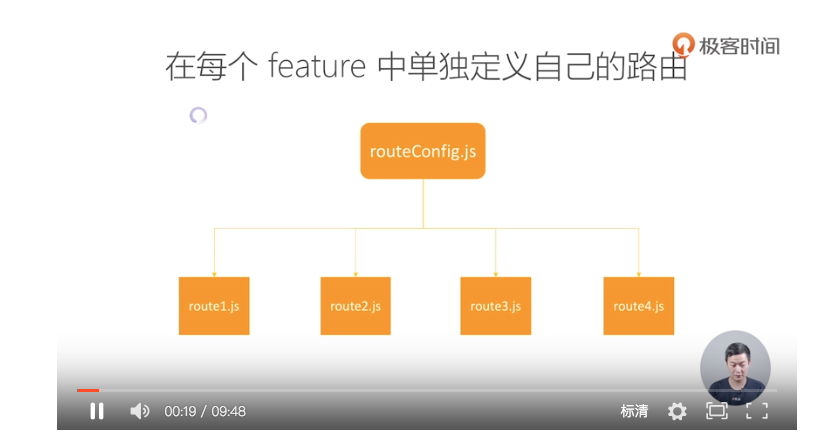 极客时间
在每个 feature 中单独定义自己的路由
routeConfig.js
route1.js
route2.js
route3.js
route4.js
00:19 / 09:48
标清